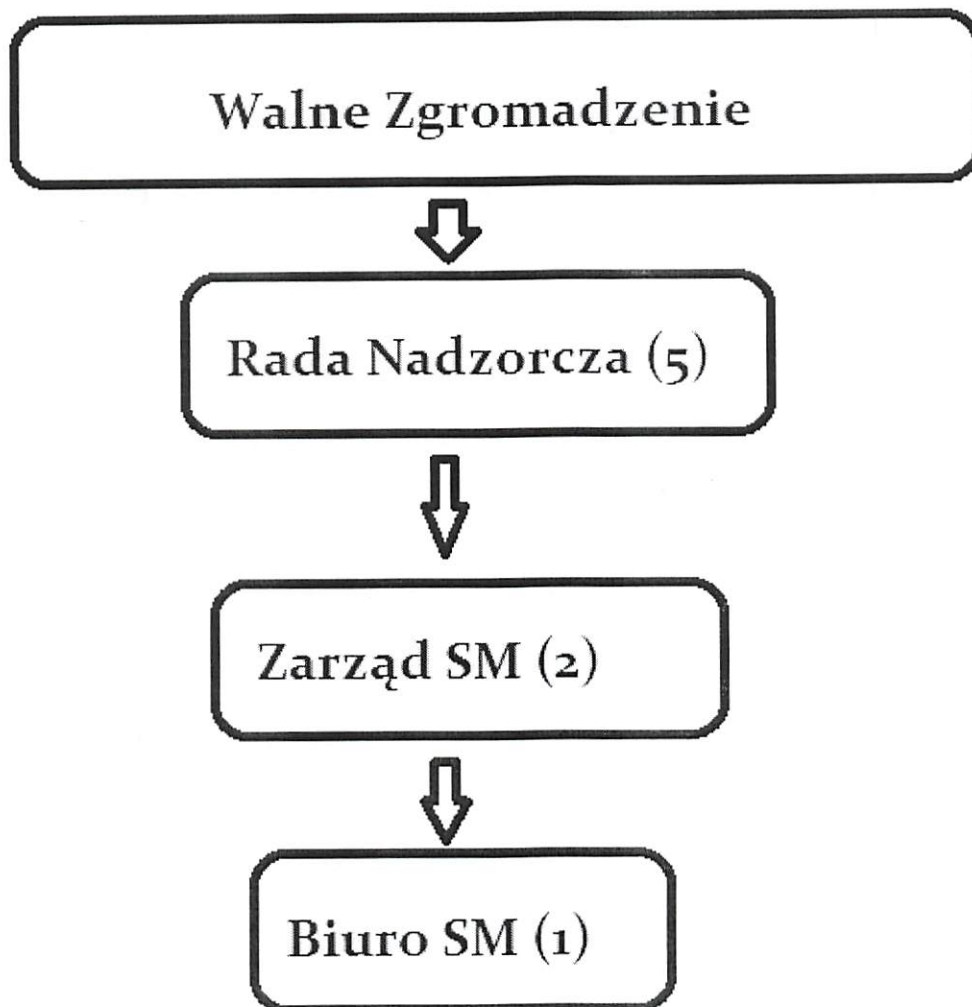 Walne Zgromadzenie
Rada Nadzorcza (5)
Zarząd SM (2)
Biuro SM (1)